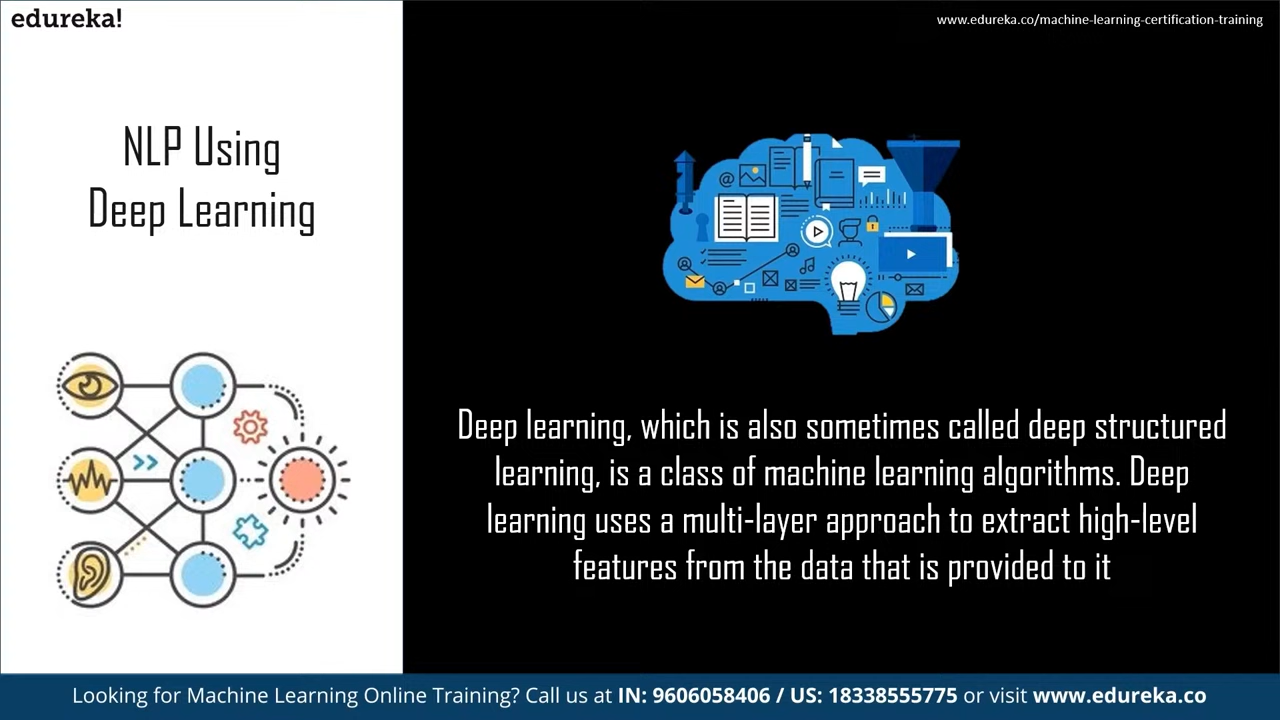 edureka!
www.edureka.co/machine-learning-certification-training
NLP Using
Deep Learning
@
Deep learning, which is also sometimes called deep structured
learning, is a class of machine learning algorithms. Deep
learning uses a multi-layer approach to extract high-level
features from the data that is provided to it
Looking for Machine Learning Online Training? Call us at IN: 9606058406 / US: 18338555775 or visit www.edureka.co